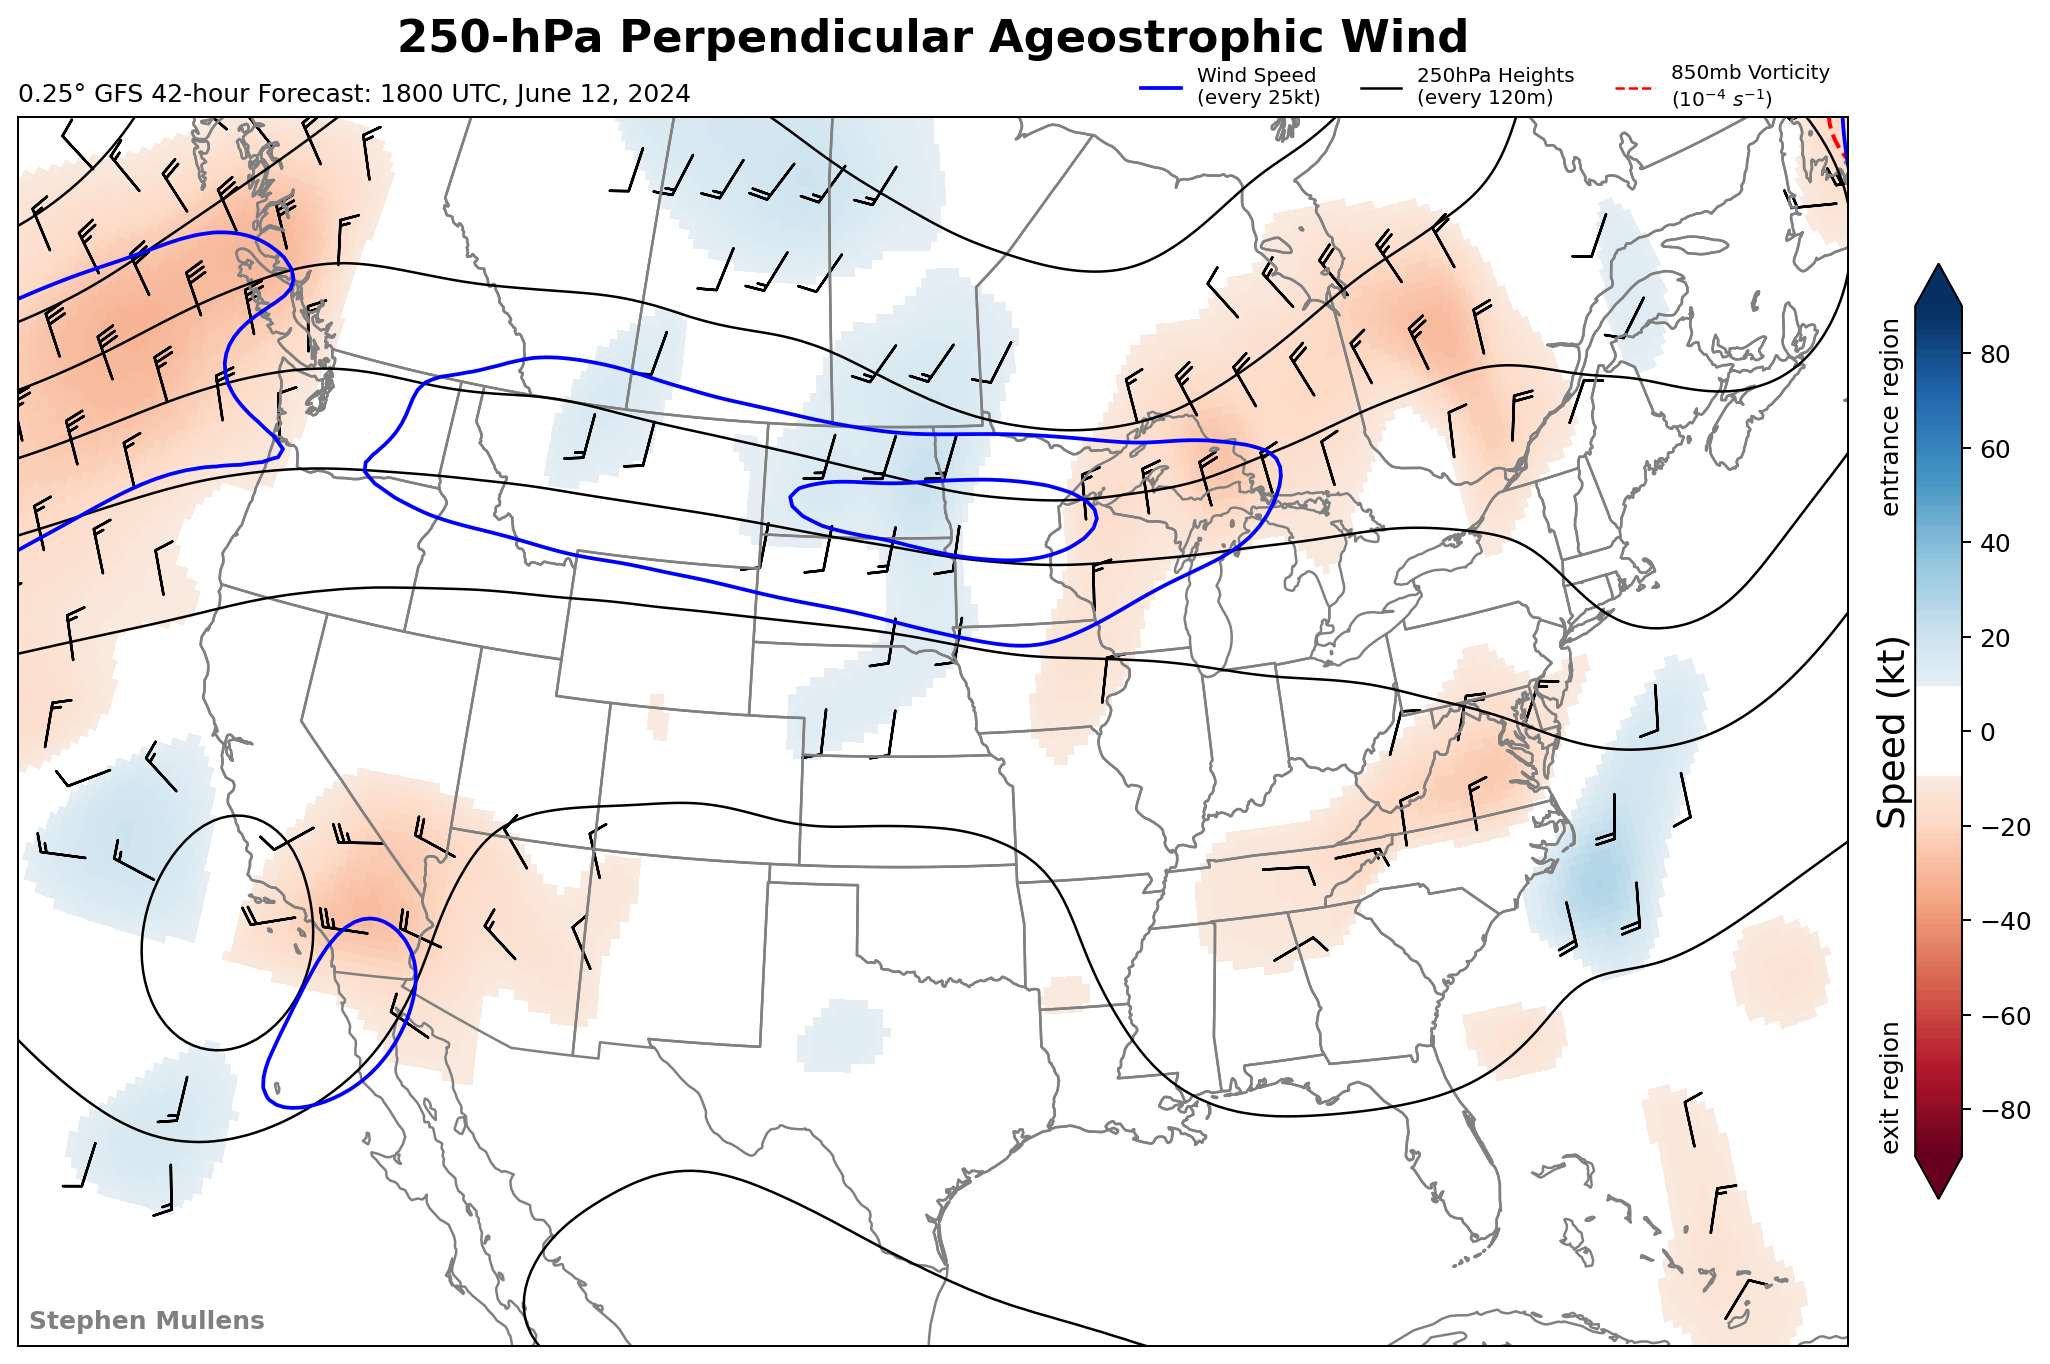 250-hPa Perpendicular Ageostrophic Wind
0.25° GFS 42-hour Forecast: 1800 UTC, June 12, 2024
Wind Speed
(every 25kt)
250hPa Heights
(every 120m)
850mb Vorticity
(10⁻⁴ s⁻¹)
entrance region
Speed (kt)
exit region
80
60
40
20
0
−20
−40
−60
−80
Stephen Mullens